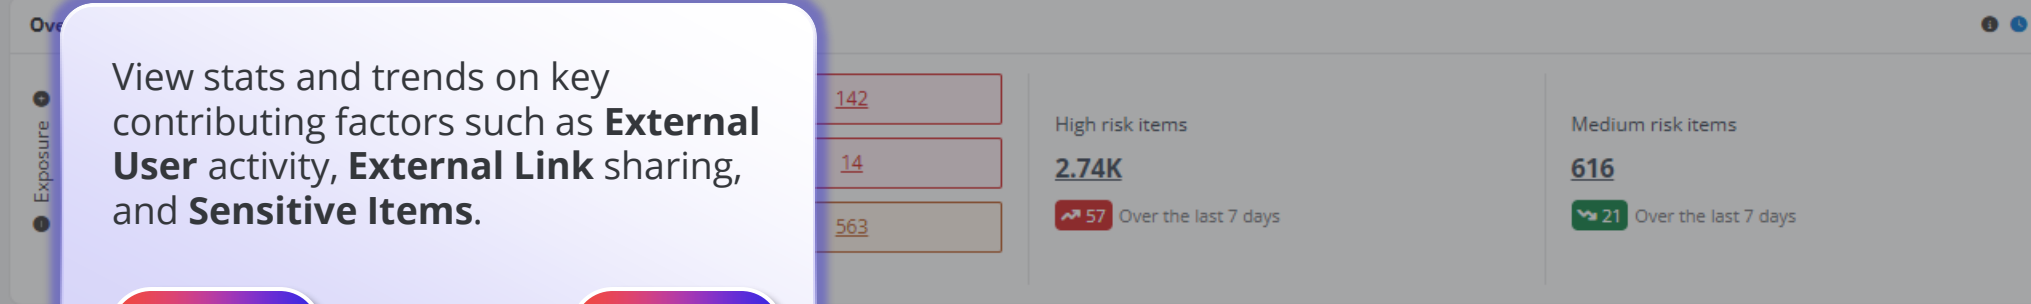 Ove
View stats and trends on key
contributing factors such as External
User activity, External Link sharing,
and Sensitive Items.
Exposure
142
14
563
High risk items
2.74K
57 Over the last 7 days
Medium risk items
616
21 Over the last 7 days